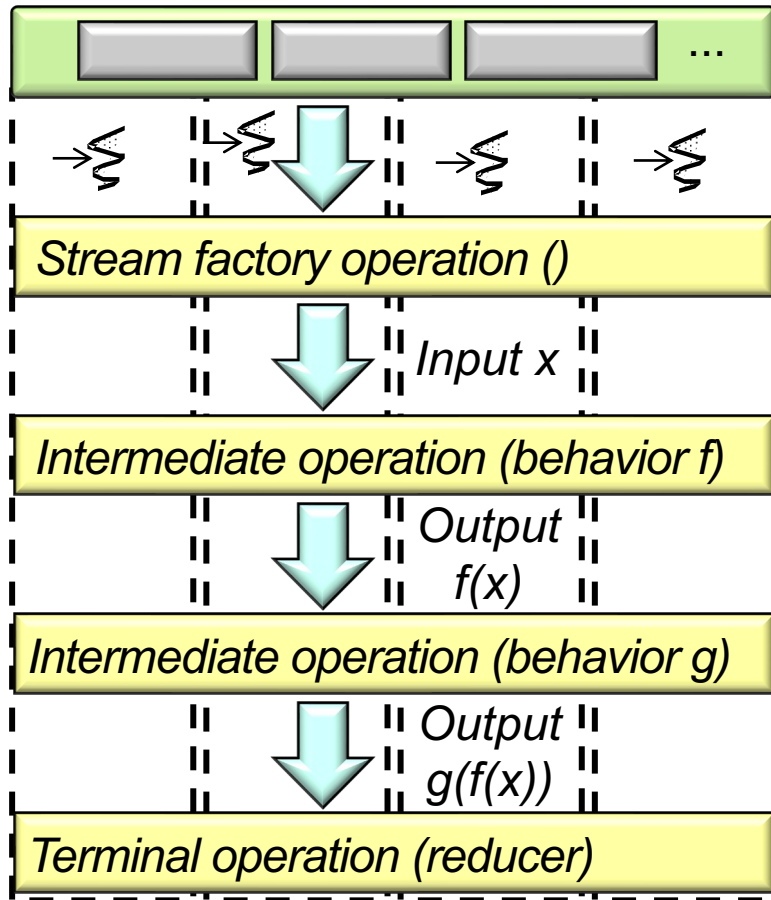 ...
Stream factory operation ()
Input x
Intermediate operation (behavior f)
Output
f(x)
Intermediate operation (behavior g)
Output
g(f(x))
Terminal operation (reducer)